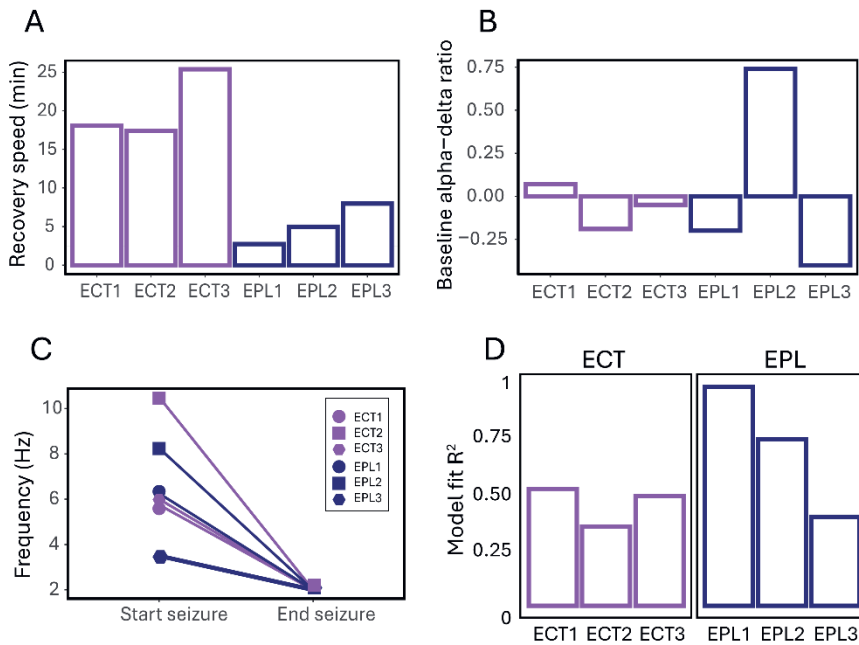 A
Recovery speed (min)
25
20
15
10
5
0
ECT1 ECT2 ECT3 EPL1 EPL2 EPL3
B
Baseline alpha−delta ratio
0.75
0.50
0.25
0.00
−0.25
ECT1 ECT2 ECT3 EPL1 EPL2 EPL3
C
Frequency (Hz)
10
8
6
4
2
Start seizure End seizure
ECT1
ECT2
ECT3
EPL1
EPL2
EPL3
D
ECT EPL
Model fit R²
1
0.75
0.50
0.25
0
ECT1 ECT2 ECT3 EPL1 EPL2 EPL3